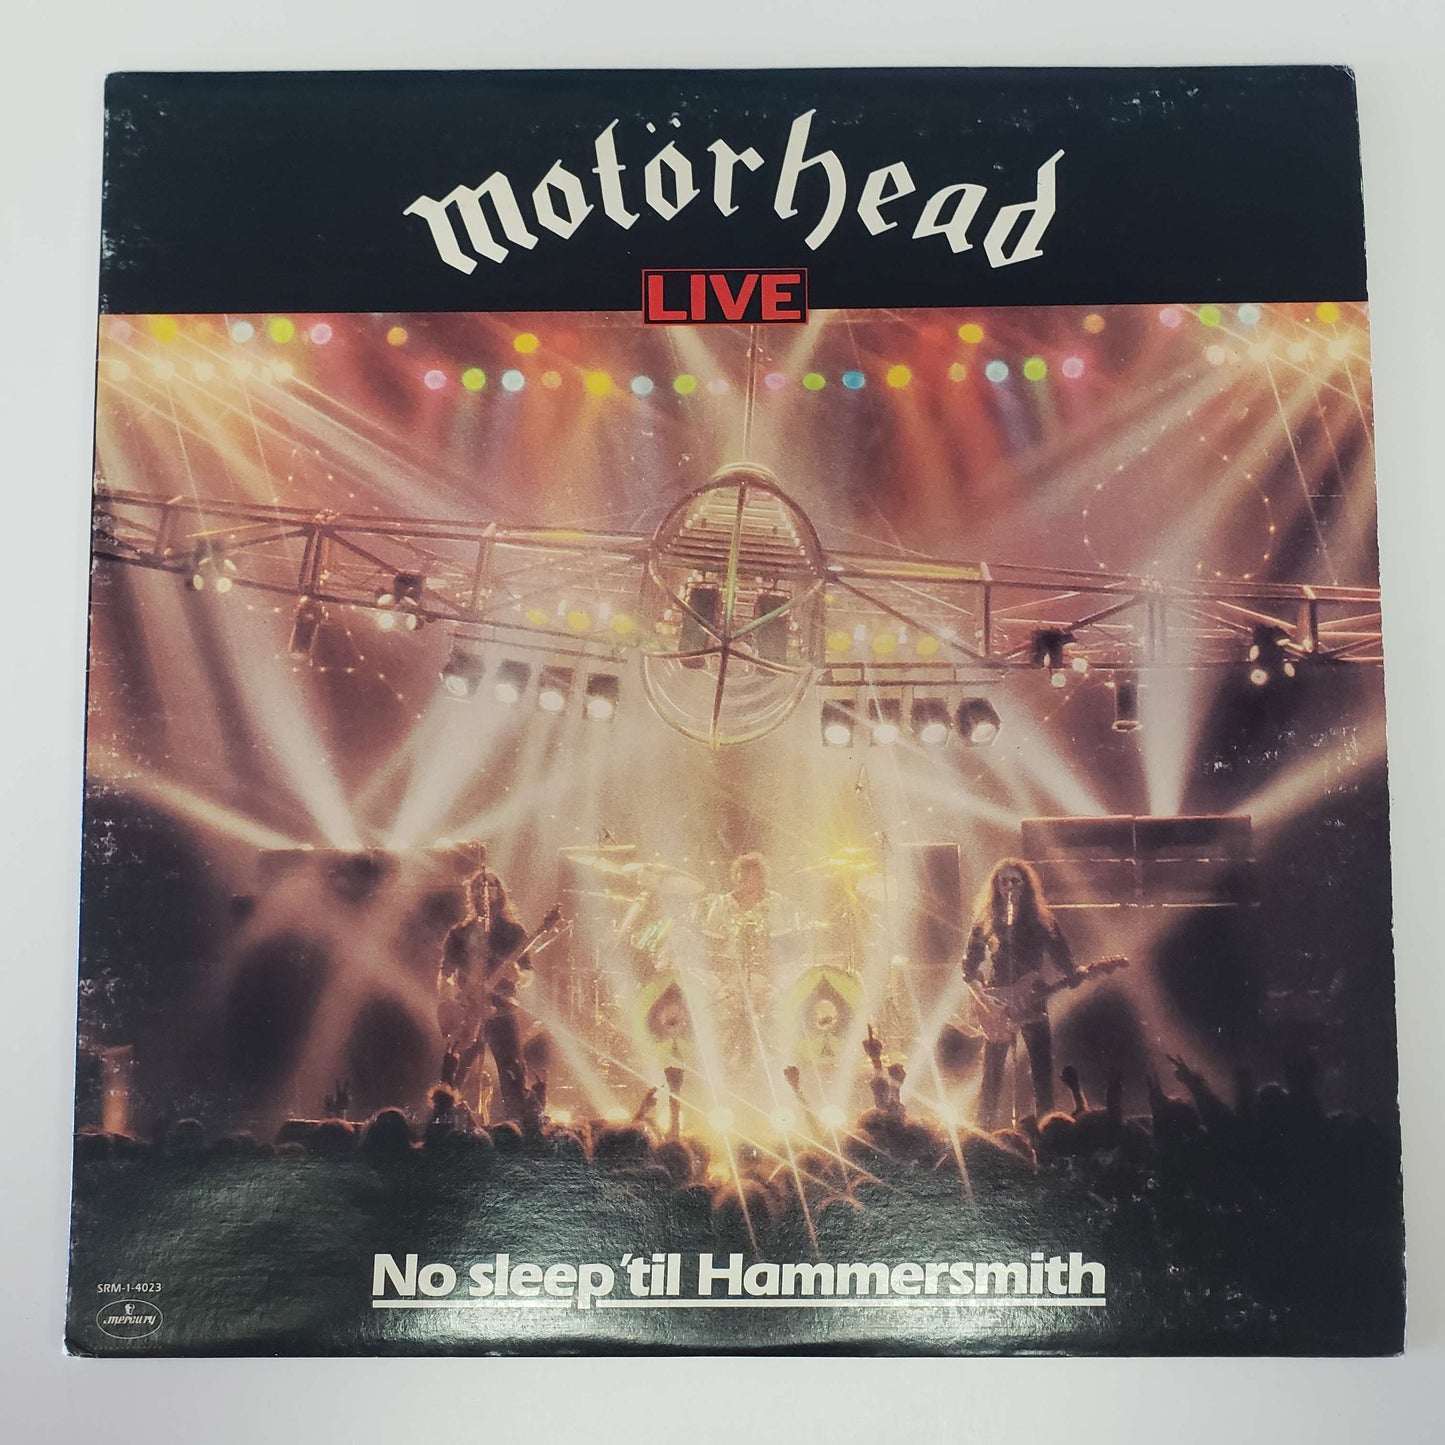 motörhead
LIVE
No sleep 'til Hammersmith
SRM-1-4023
mercury